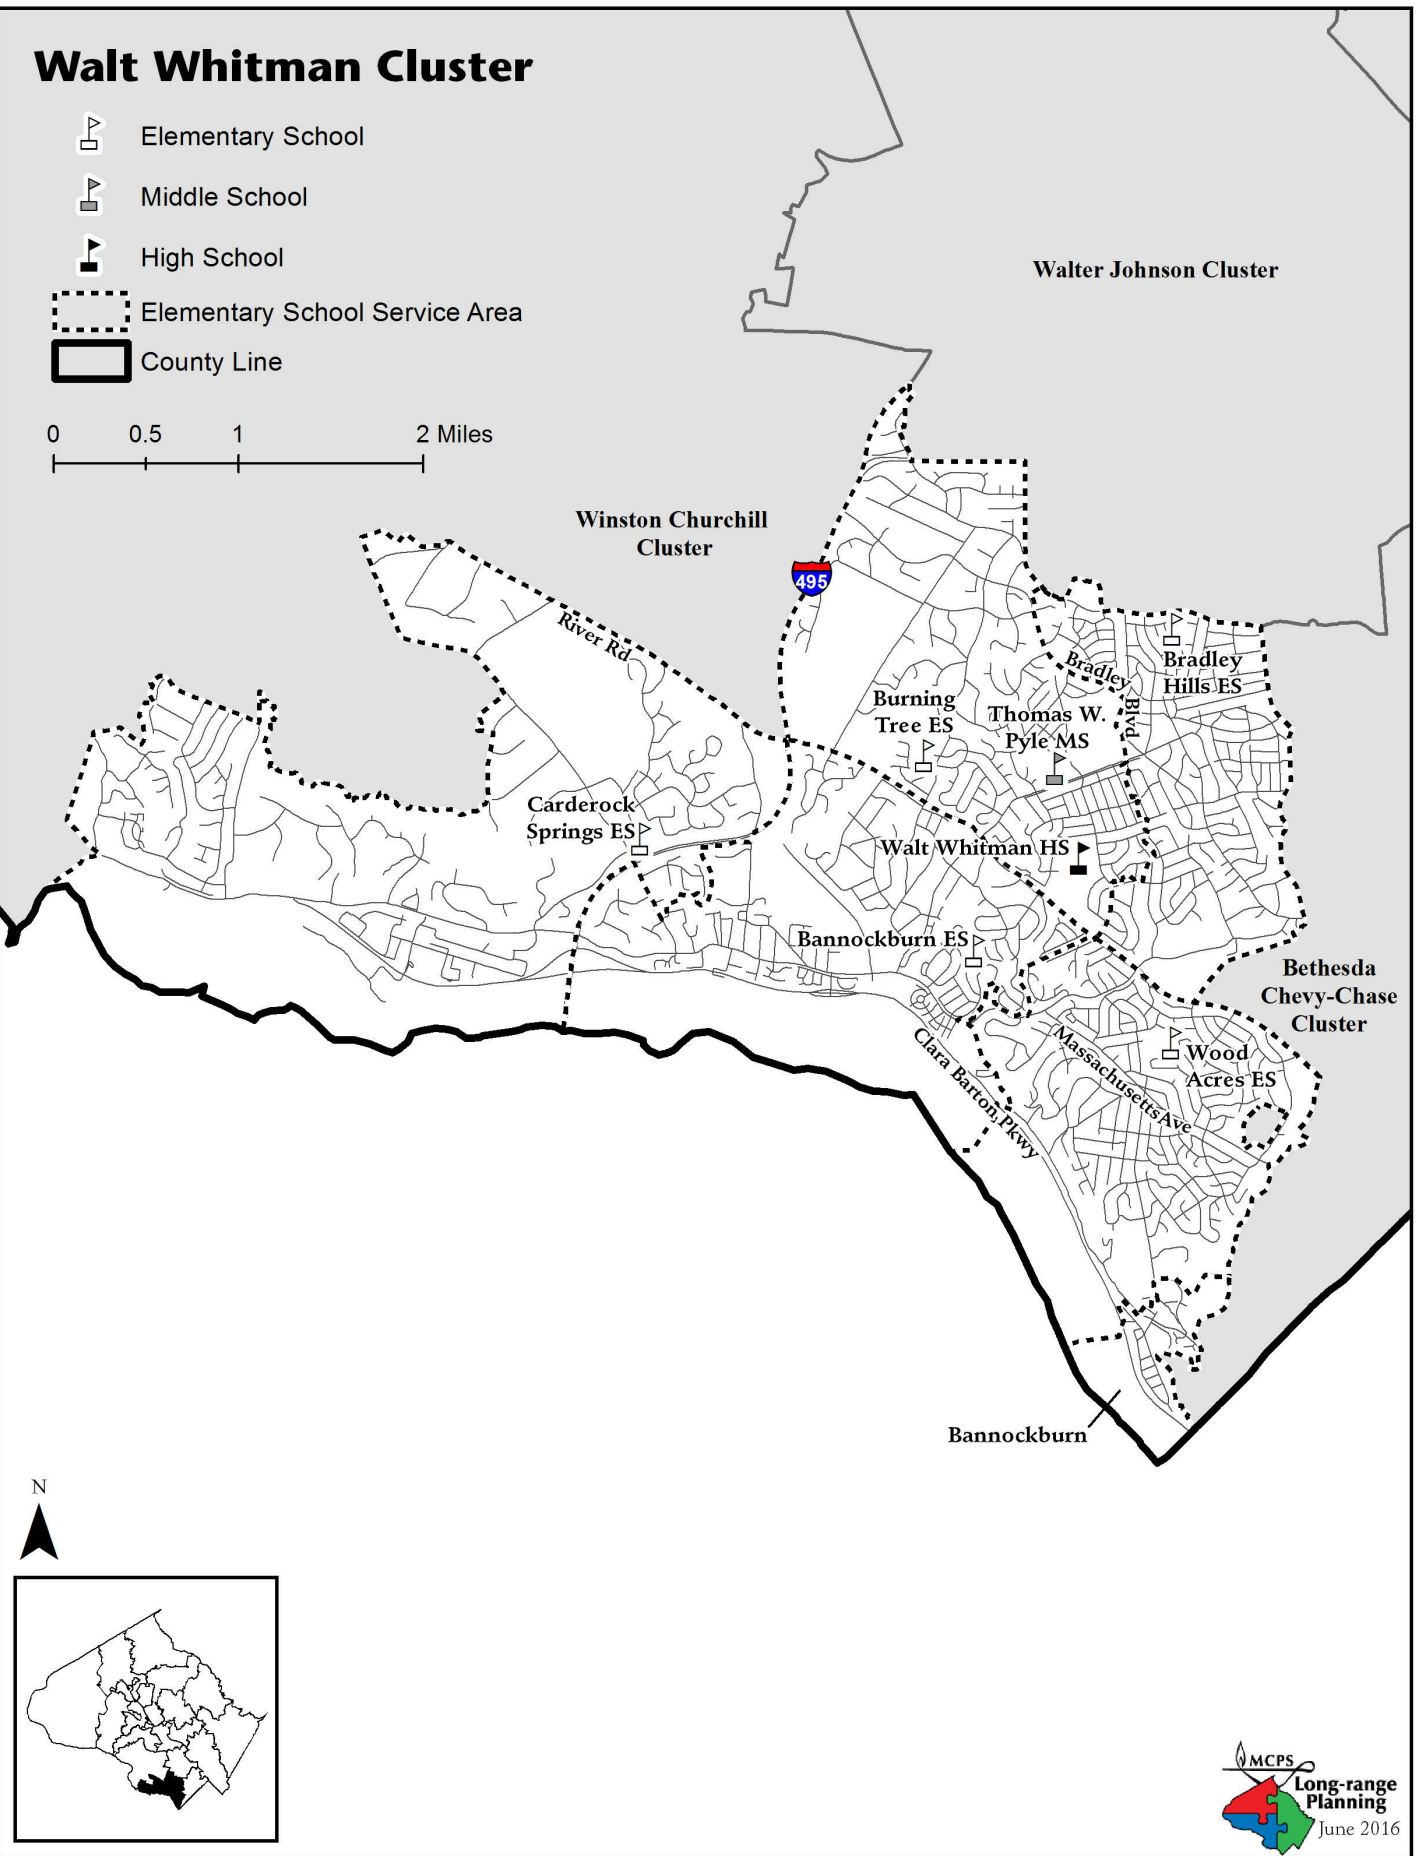 Walt Whitman Cluster
Elementary School
Middle School
High School
Elementary School Service Area
County Line
0 0.5 1 2 Miles
Walter Johnson Cluster
Winston Churchill
Cluster
495
River Rd
Bradley
Blvd
Bradley
Hills ES
Burning
Tree ES
Thomas W.
Pyle MS
Carderock
Springs ES
Walt Whitman HS
Bannockburn ES
Bethesda
Chevy-Chase
Cluster
Clara Barton Pkwy
Massachusetts Ave
Wood
Acres ES
Bannockburn
N
MCPS
Long-range
Planning
June 2016